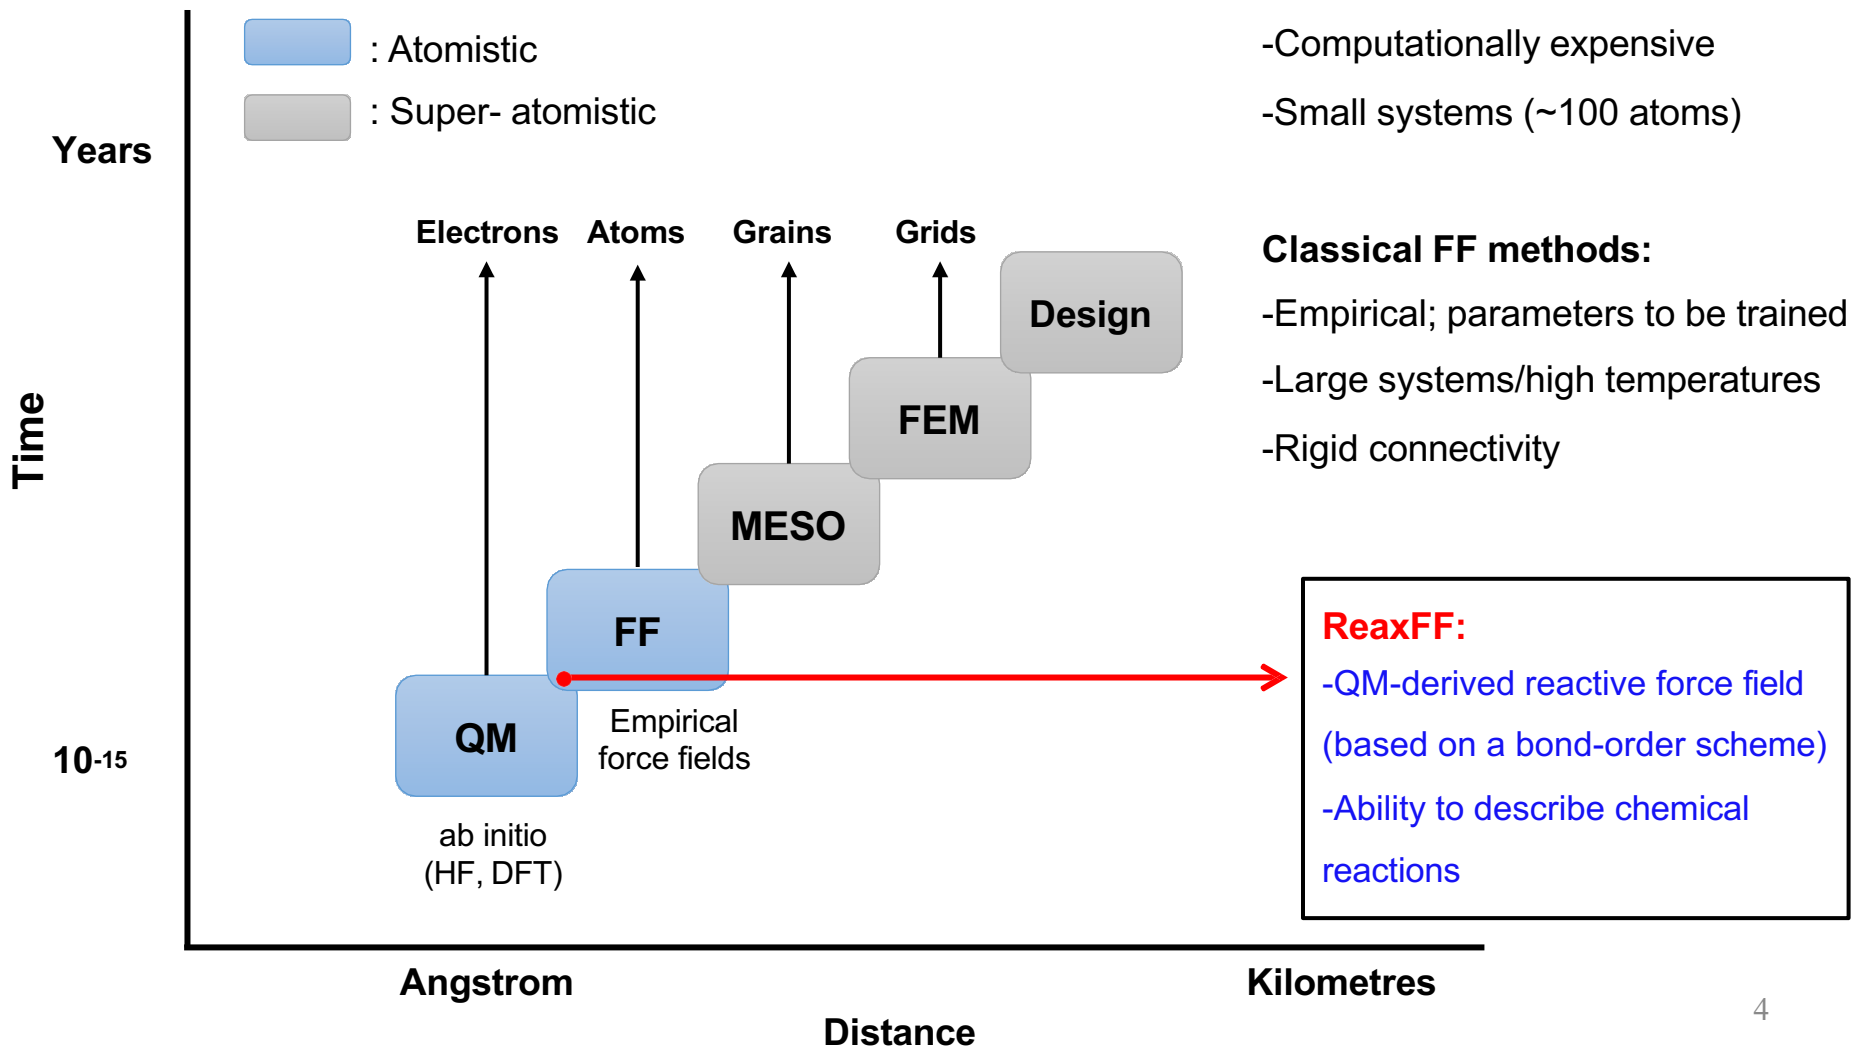 : Atomistic
: Super- atomistic
-Computationally expensive
-Small systems (~100 atoms)
Years
Electrons Atoms Grains Grids
Classical FF methods:
-Empirical; parameters to be trained
-Large systems/high temperatures
-Rigid connectivity
Design
FEM
MESO
FF
QM
Time
Empirical
force fields
10-15
ab initio
(HF, DFT)
ReaxFF:
-QM-derived reactive force field
(based on a bond-order scheme)
-Ability to describe chemical
reactions
Angstrom
Kilometres
Distance
4